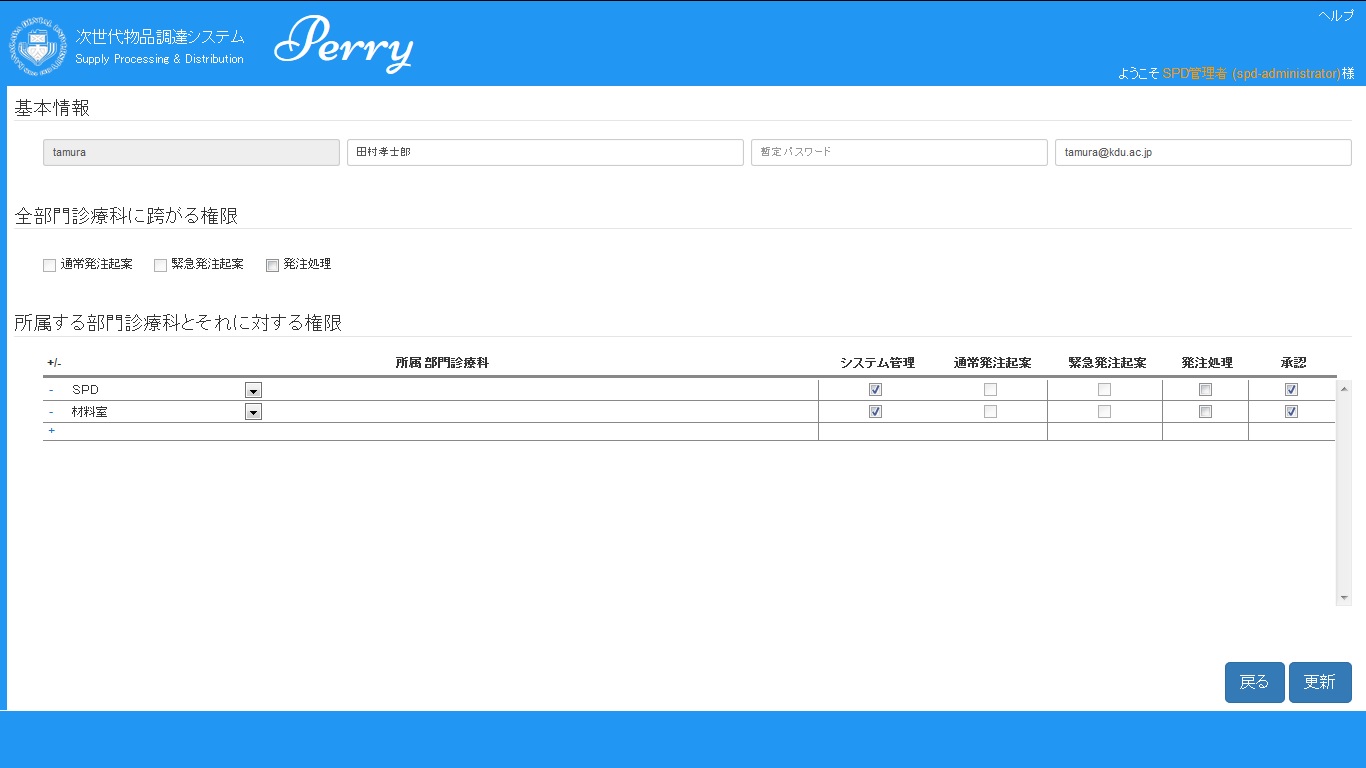 ヘルプ
次世代物品調達システム
Supply Processing & Distribution
Perry
ようこそ SPD管理者 (spd-administrator)様
基本情報
tamura 田村孝士郎 暫定パスワード tamura@kdu.ac.jp
全部門診療科に跨がる権限
通常発注起案 緊急発注起案 発注処理
所属する部門診療科とそれに対する権限
+/- 所属 部門診療科 システム管理 通常発注起案 緊急発注起案 発注処理 承認
- SPD
- 材料室
+
戻る 更新